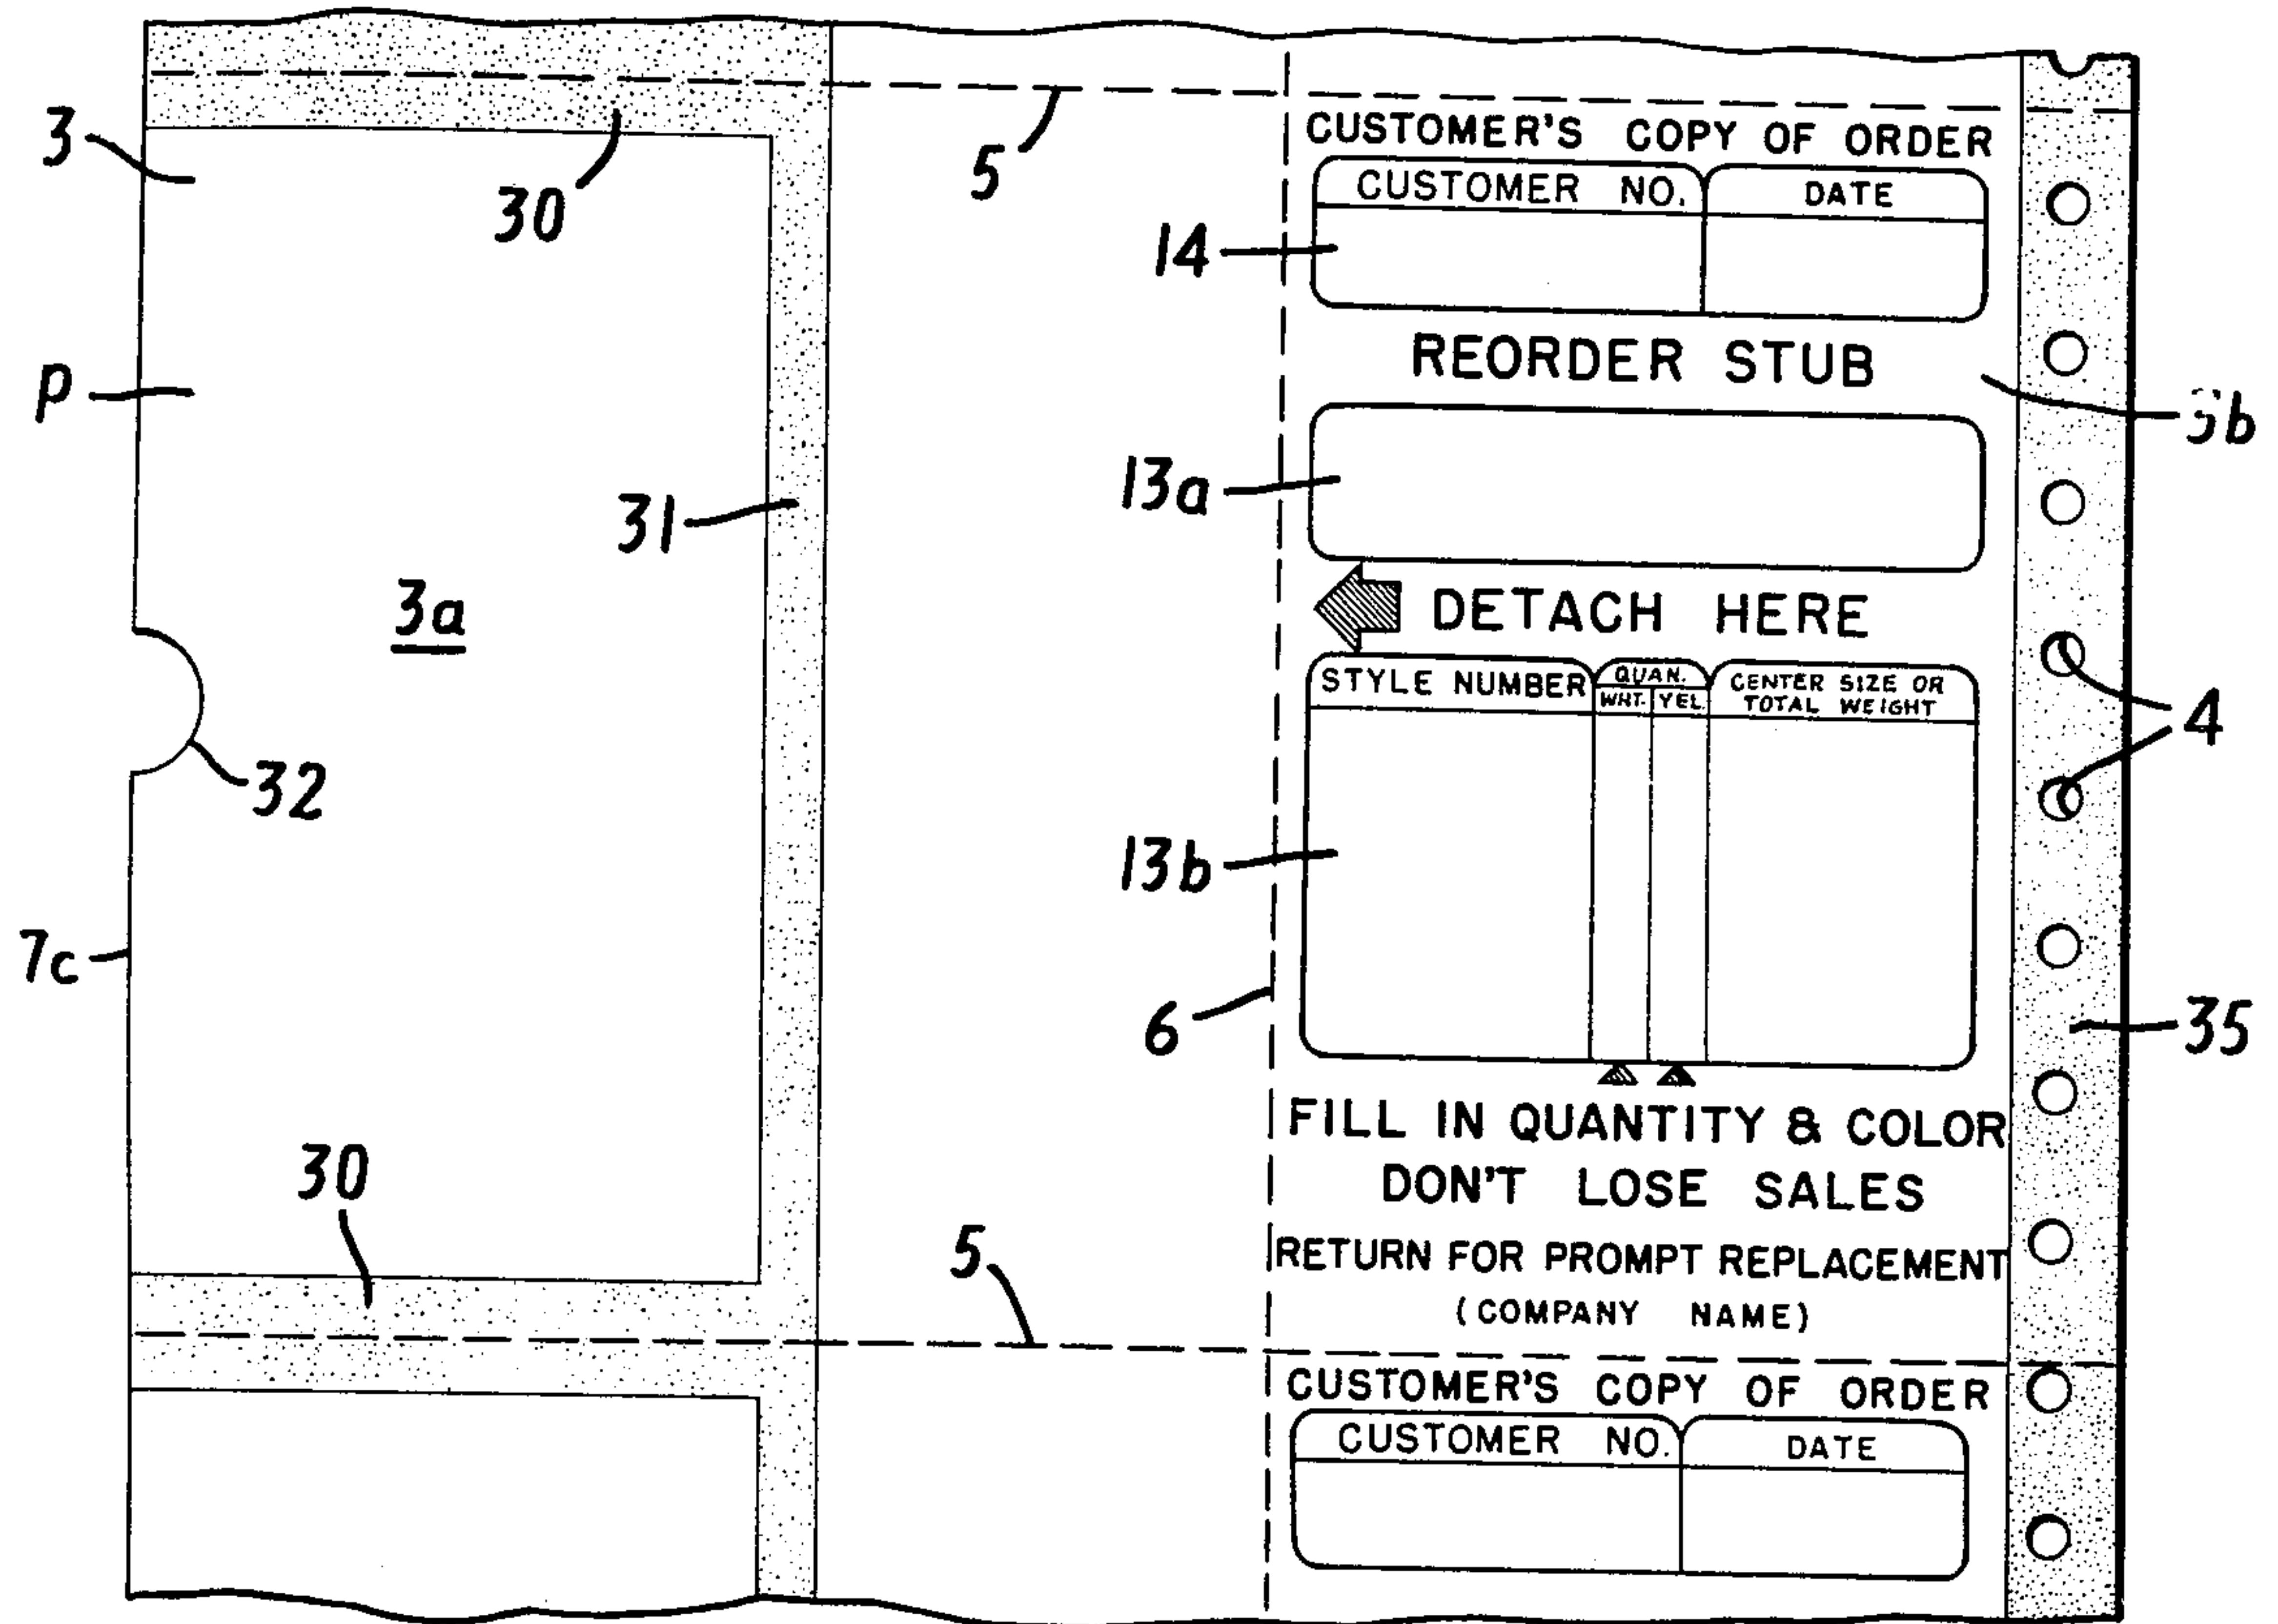 CUSTOMER'S COPY OF ORDER
3
CUSTOMER NO. DATE
30
5
14
REORDER STUB
P
13a
31
3a
DETACH HERE
STYLE NUMBER QUAN. CENTER SIZE OR
WHT. YEL. TOTAL WEIGHT
4
32
13b
7c
6
35
FILL IN QUANTITY & COLOR
30
DON'T LOSE SALES
5
RETURN FOR PROMPT REPLACEMENT
(COMPANY NAME)
CUSTOMER'S COPY OF ORDER
CUSTOMER NO. DATE